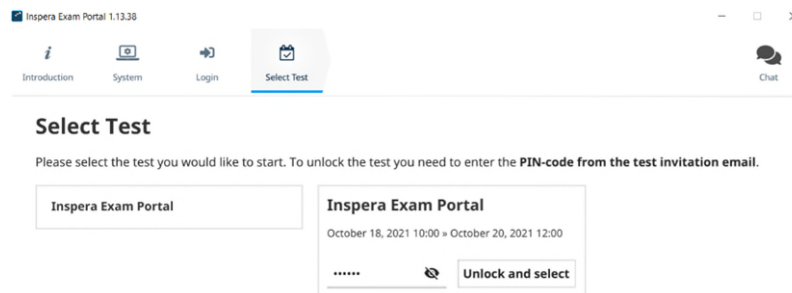 Inspera Exam Portal 1.13.38
Introduction System Login Select Test Chat
Select Test
Please select the test you would like to start. To unlock the test you need to enter the PIN-code from the test invitation email.
Inspera Exam Portal
Inspera Exam Portal
October 18, 2021 10:00 » October 20, 2021 12:00
•••••• Unlock and select